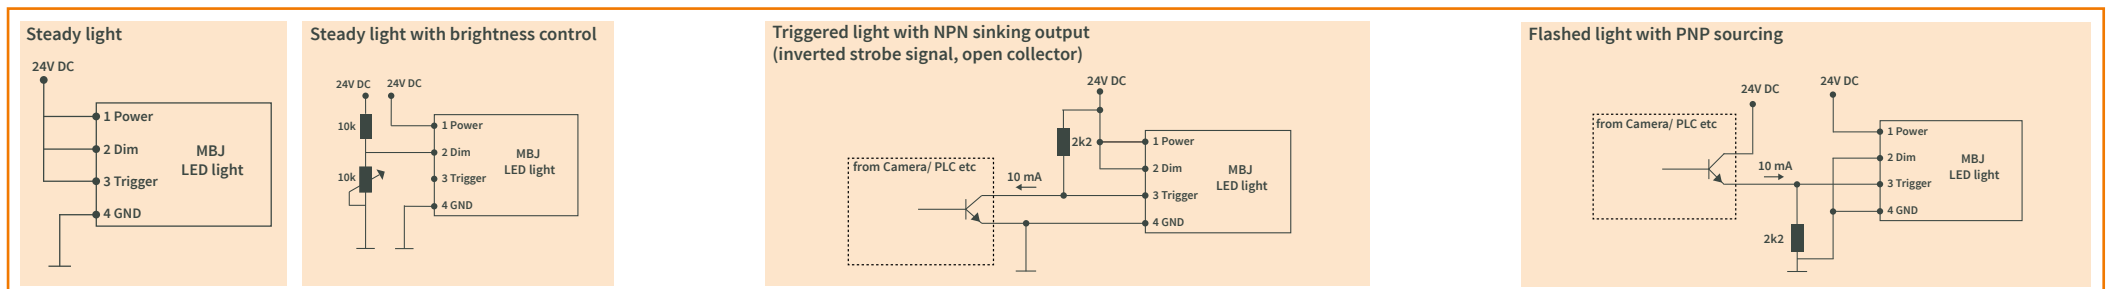 Steady light
24V DC
1 Power
2 Dim
3 Trigger
4 GND
MBJ
LED light
Steady light with brightness control
24V DC
24V DC
10k
10k
1 Power
2 Dim
3 Trigger
4 GND
MBJ
LED light
Triggered light with NPN sinking output
(inverted strobe signal, open collector)
24V DC
2k2
from Camera/ PLC etc
10 mA
1 Power
2 Dim
3 Trigger
4 GND
MBJ
LED light
Flashed light with PNP sourcing
24V DC
24V DC
from Camera/ PLC etc
10 mA
2k2
1 Power
2 Dim
3 Trigger
4 GND
MBJ
LED light